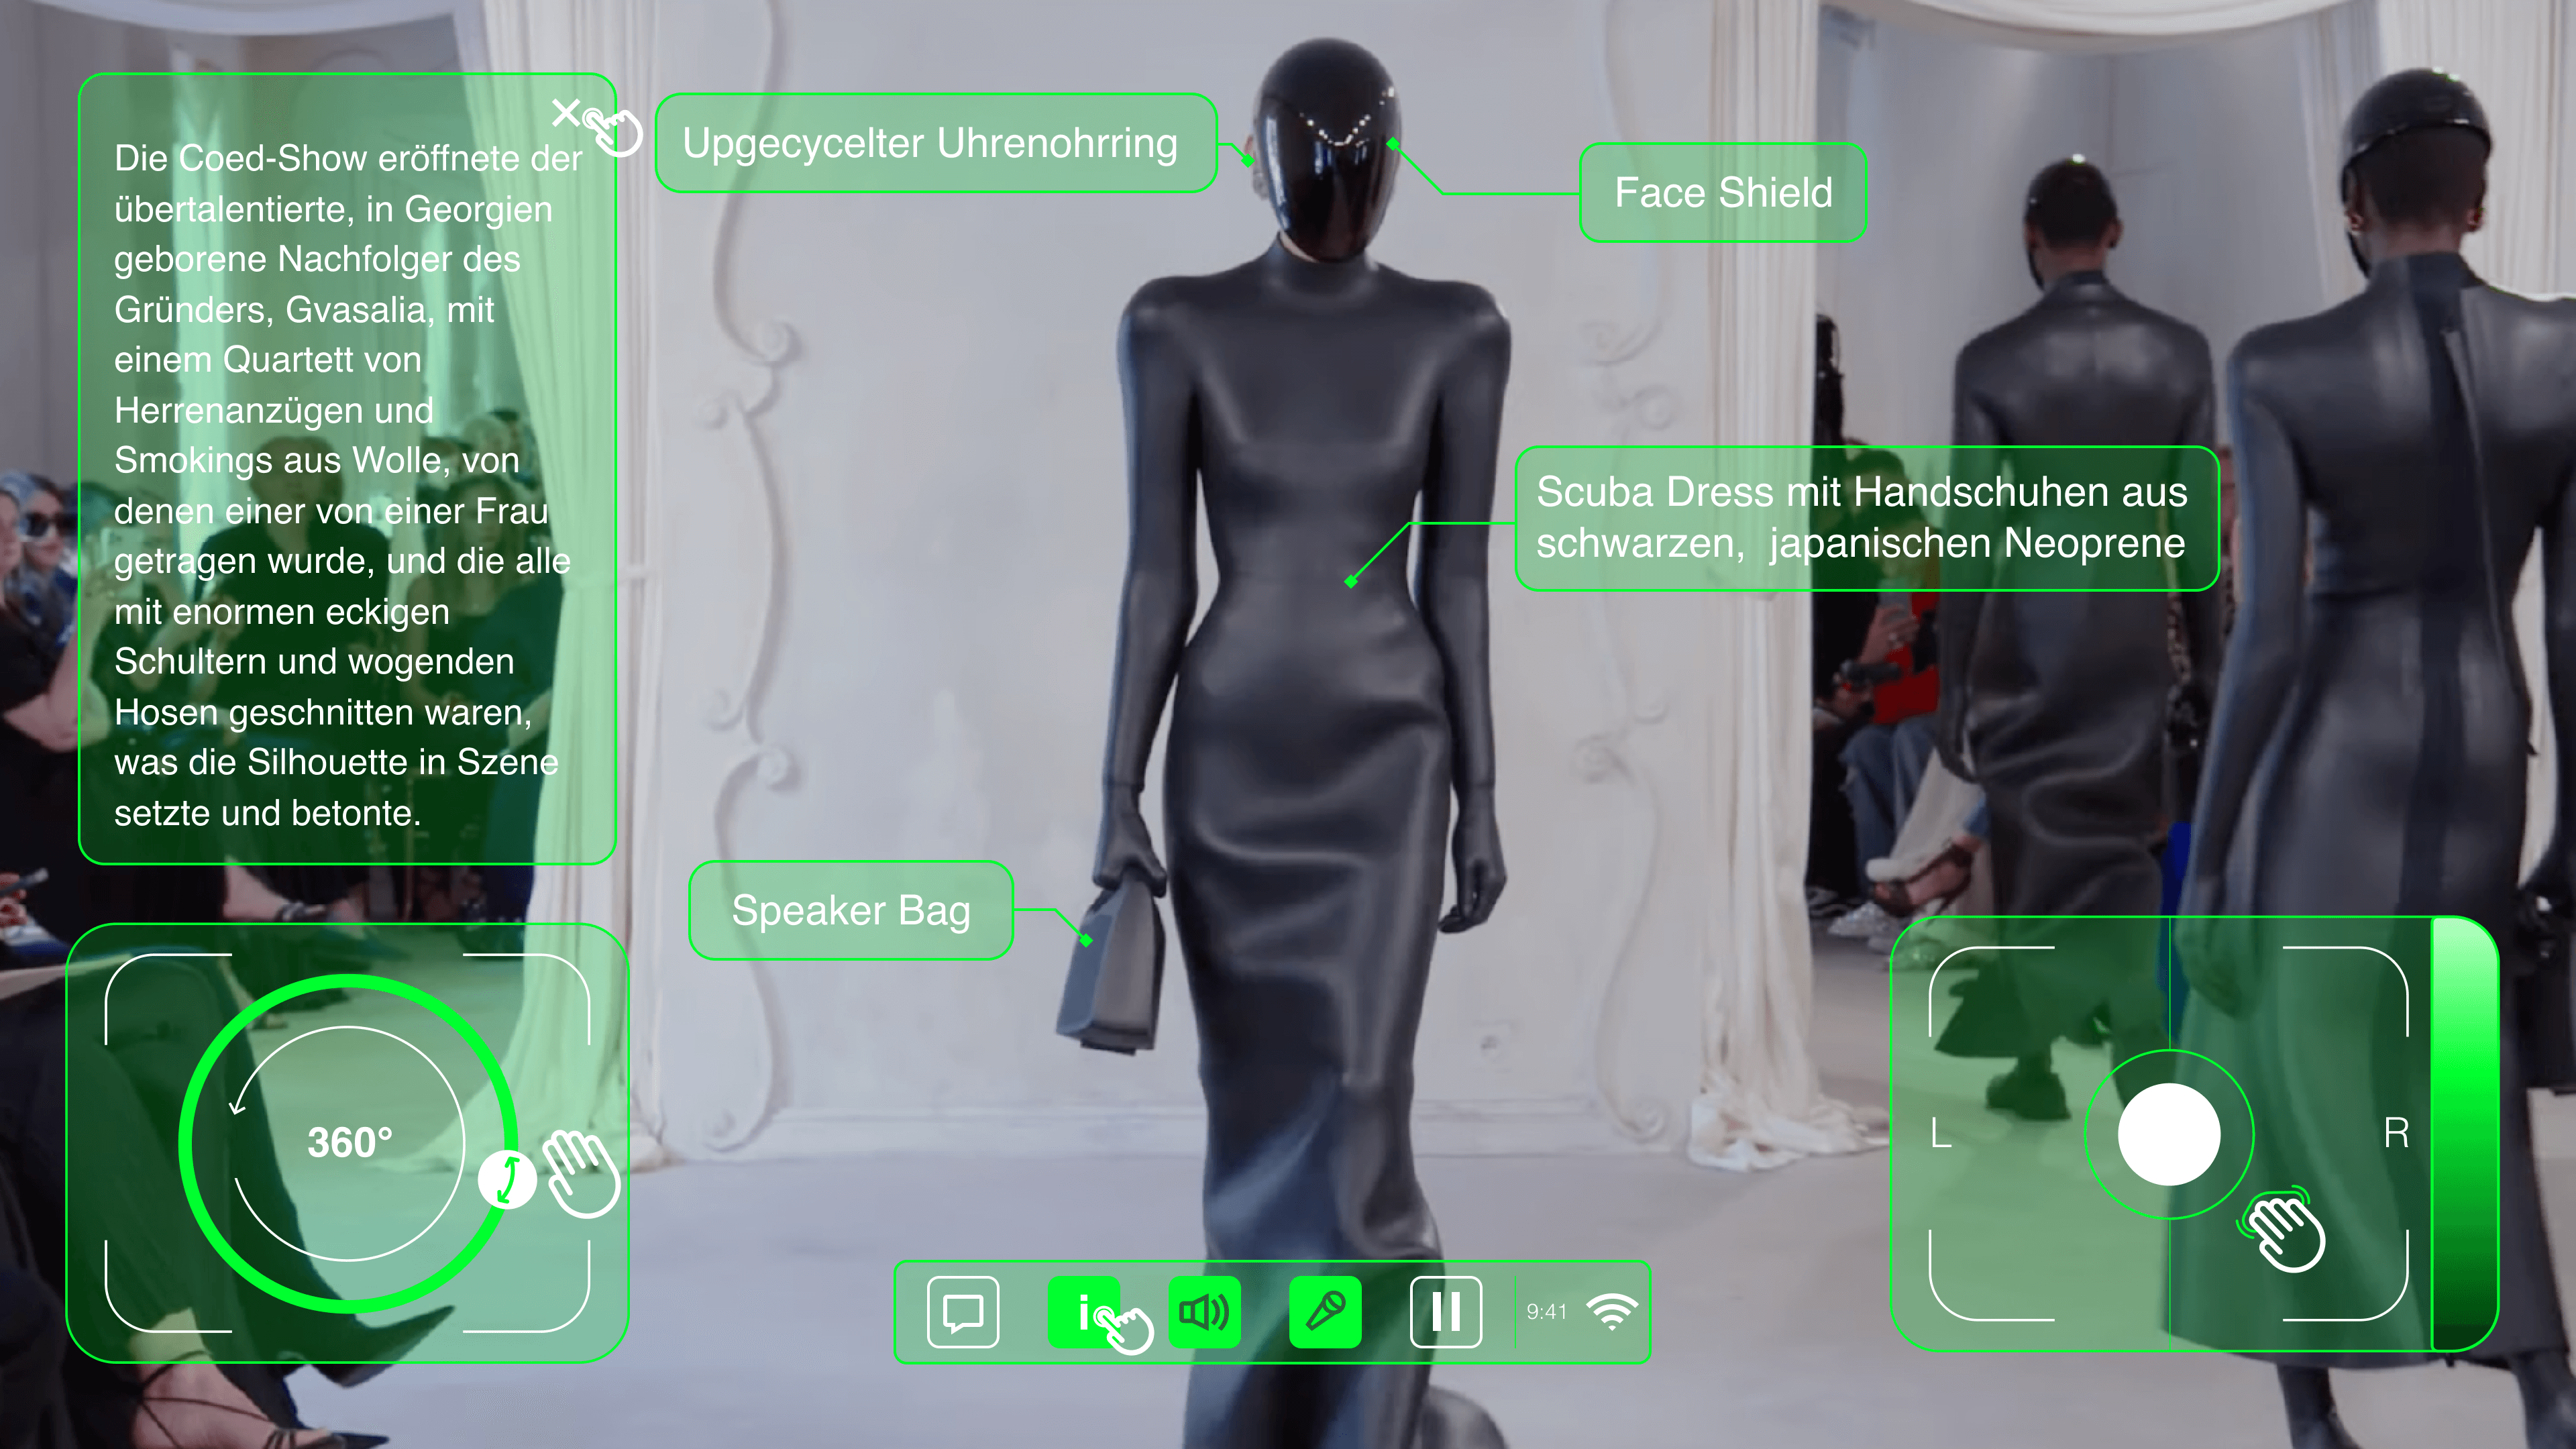 Die Coed-Show eröffnete der
übertalentierte, in Georgien
geborene Nachfolger des
Gründers, Gvasalia, mit
einem Quartett von
Herrenanzügen und
Smokings aus Wolle, von
denen einer von einer Frau
getragen wurde, und die alle
mit enormen eckigen
Schultern und wogenden
Hosen geschnitten waren,
was die Silhouette in Szene
setzte und betonte.
Upgecycelter Uhrenohrring
Face Shield
Scuba Dress mit Handschuhen aus
schwarzen, japanischen Neoprene
Speaker Bag
360°
i
9:41
L
R